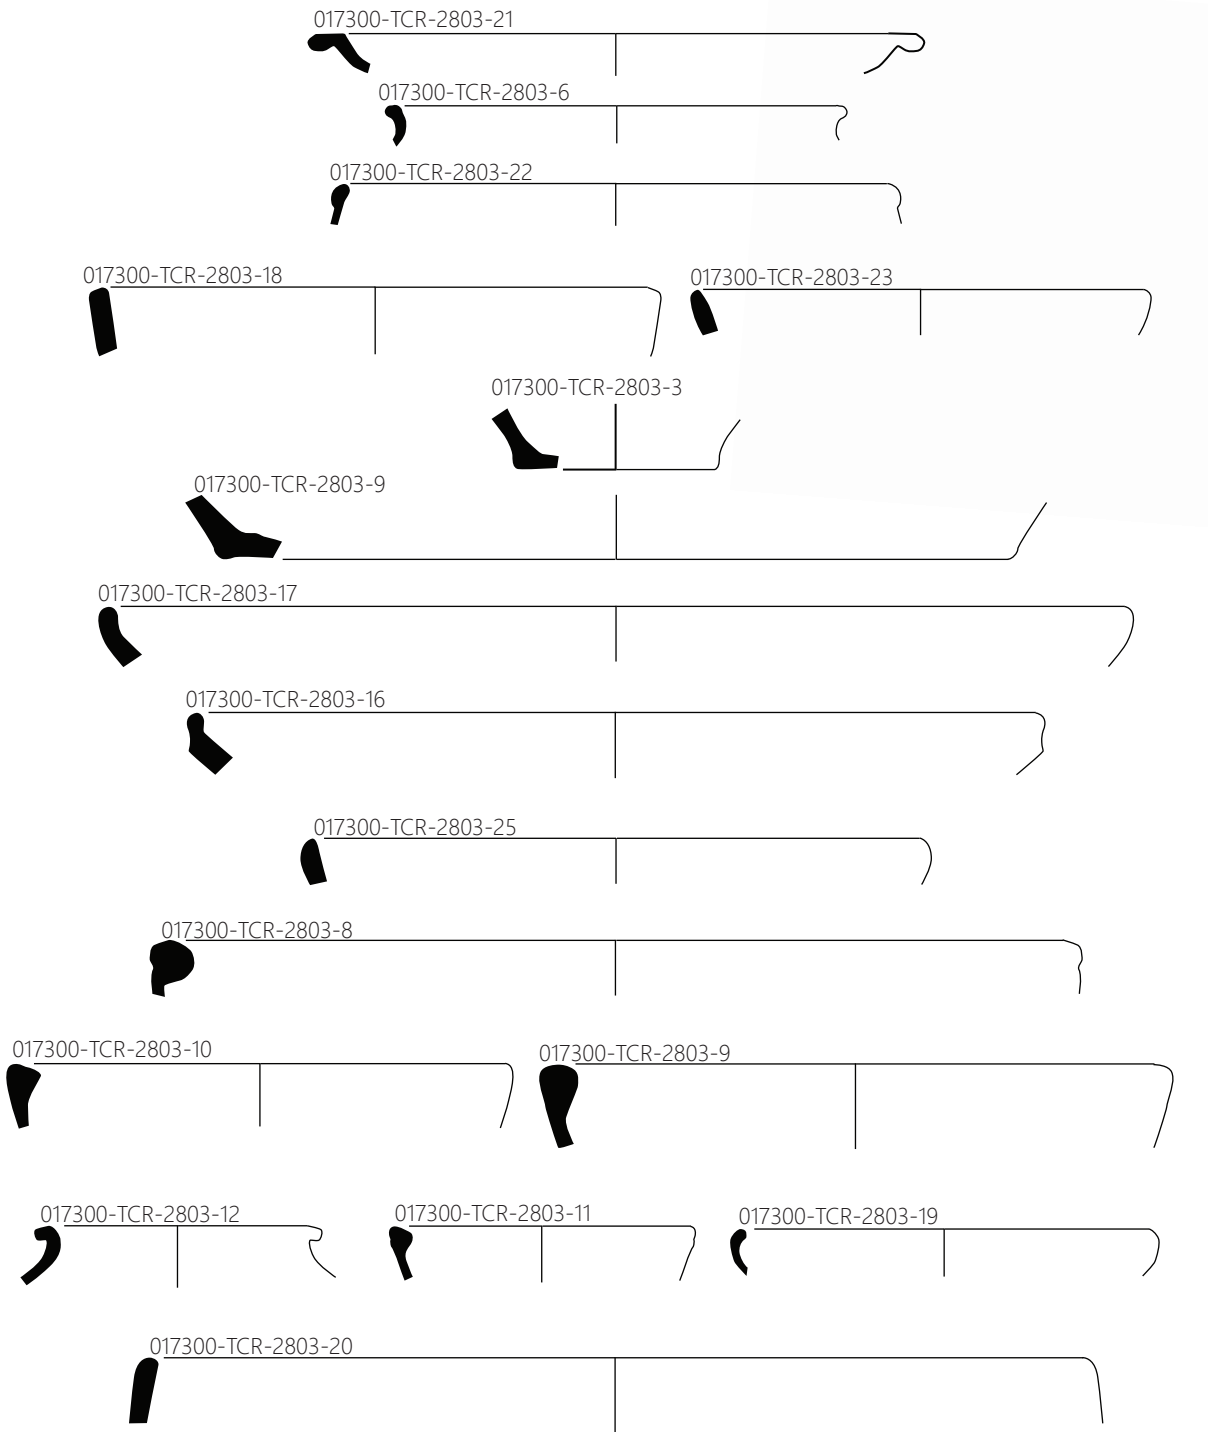 017300-TCR-2803-21
017300-TCR-2803-6
017300-TCR-2803-22
017300-TCR-2803-18
017300-TCR-2803-23
017300-TCR-2803-3
017300-TCR-2803-9
017300-TCR-2803-17
017300-TCR-2803-16
017300-TCR-2803-25
017300-TCR-2803-8
017300-TCR-2803-10
017300-TCR-2803-9
017300-TCR-2803-12
017300-TCR-2803-11
017300-TCR-2803-19
017300-TCR-2803-20